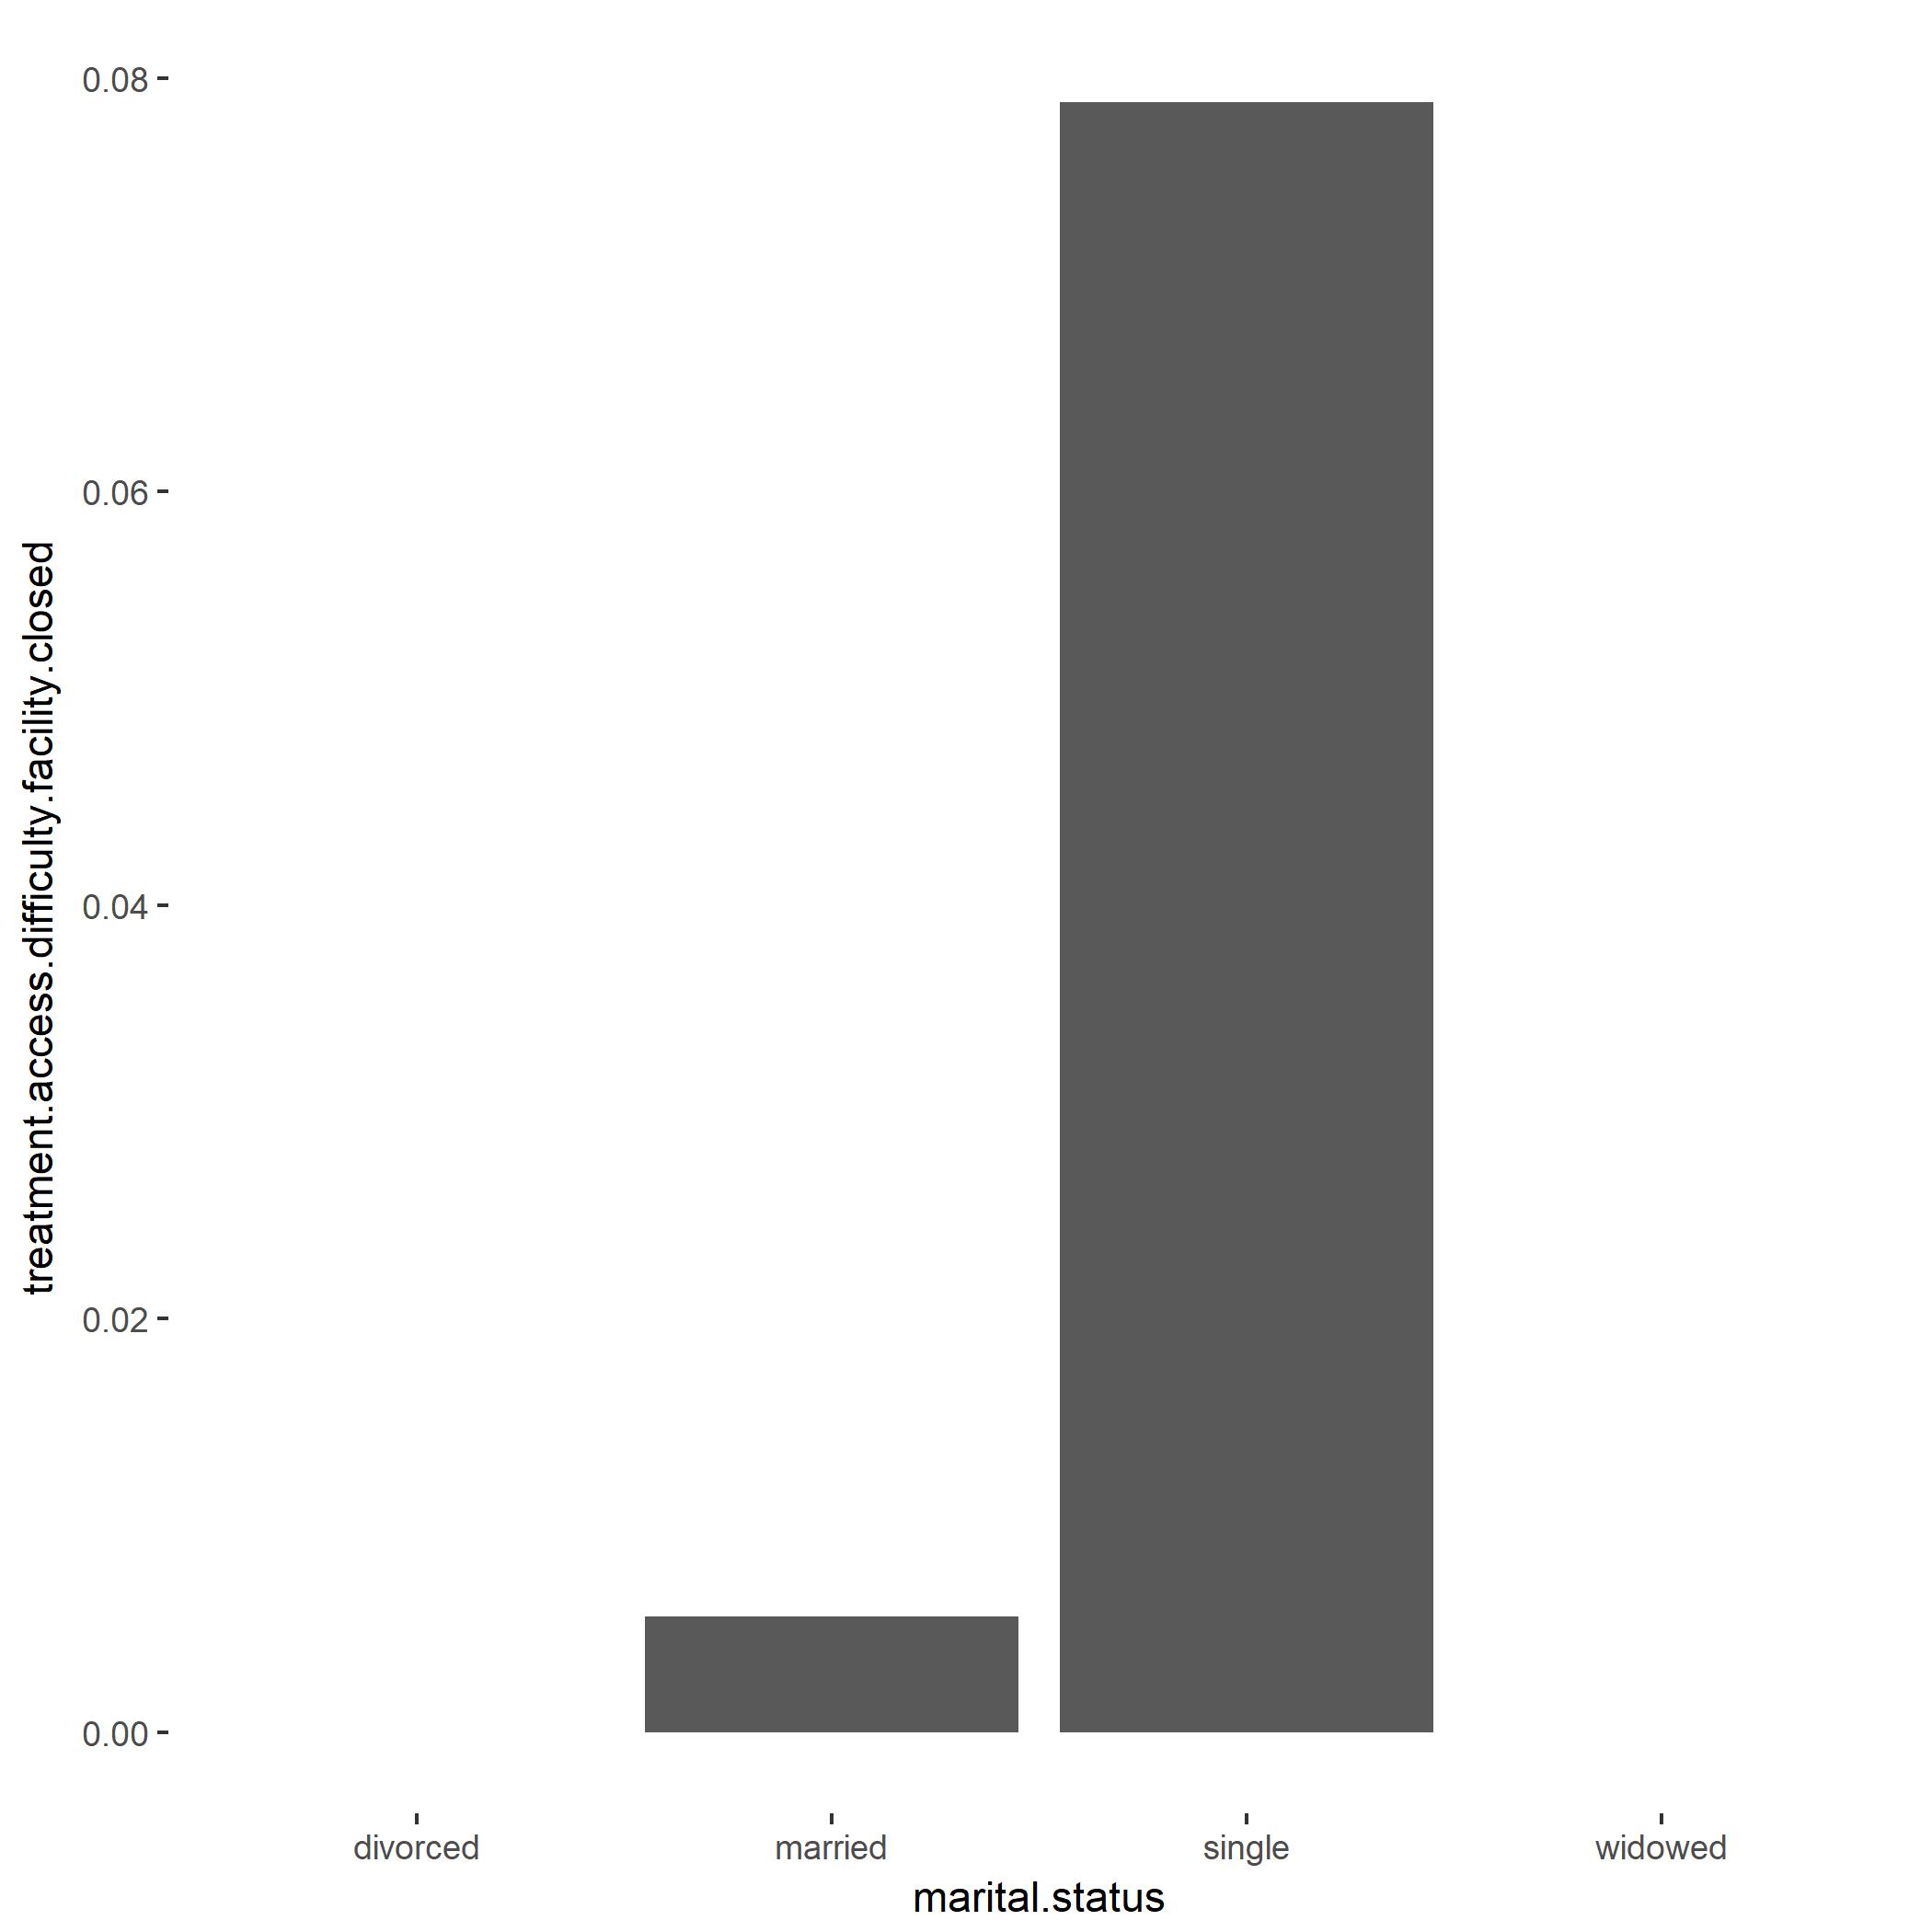 treatment.access.difficulty.facility.closed
0.08
0.06
0.04
0.02
0.00
divorced married single widowed
marital.status